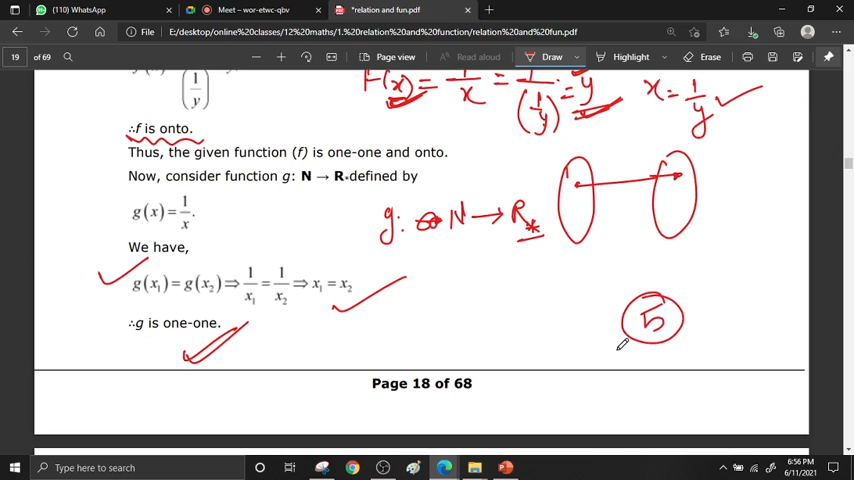 (110) WhatsApp
Meet – wor-etwc-qbv
*relation and fun.pdf
File
E:/desktop/online%20classes/12%20maths/1.%20relation%20and%20function/relation%20and%20fun.pdf
19 of 69
Page view
Read aloud
Draw
Highlight
Erase
(1/y)
F(x) = 1/x = 1/(1/y) = y
x = 1/y
∴f is onto.
Thus, the given function (f) is one-one and onto.
Now, consider function g: N → R* defined by
g(x) = 1/x.
g: N → R*
We have,
g(x₁) = g(x₂) ⇒ 1/x₁ = 1/x₂ ⇒ x₁ = x₂
∴g is one-one.
5
Page 18 of 68
Type here to search
6:56 PM
6/11/2021